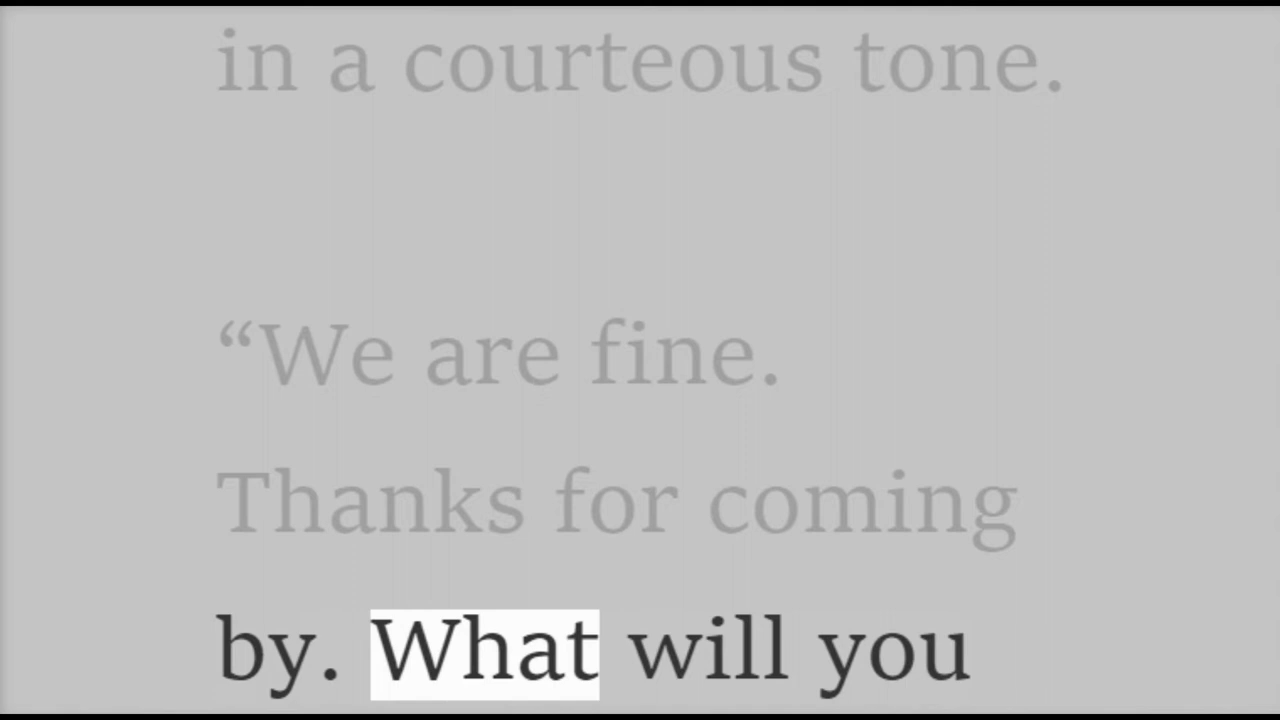 in a courteous tone.
“We are fine.
Thanks for coming
by. What will you